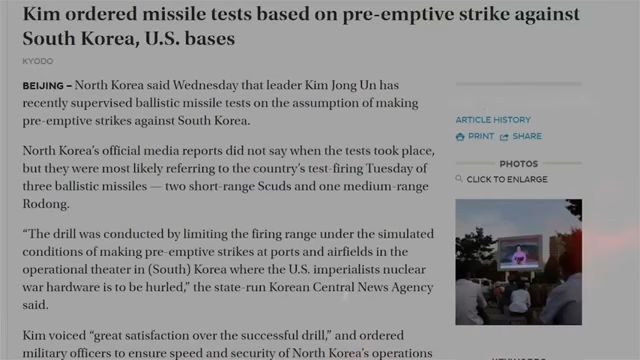 Kim ordered missile tests based on pre-emptive strike against
South Korea, U.S. bases
KYODO
BEIJING – North Korea said Wednesday that leader Kim Jong Un has
recently supervised ballistic missile tests on the assumption of making
pre-emptive strikes against South Korea.
North Korea's official media reports did not say when the tests took place,
but they were most likely referring to the country's test-firing Tuesday of
three ballistic missiles — two short-range Scuds and one medium-range
Rodong.
“The drill was conducted by limiting the firing range under the simulated
conditions of making pre-emptive strikes at ports and airfields in the
operational theater in (South) Korea where the U.S. imperialists nuclear
war hardware is to be hurled,” the state-run Korean Central News Agency
said.
Kim voiced “great satisfaction over the successful drill,” and ordered
military officers to ensure speed and security of North Korea's operations
ARTICLE HISTORY
PRINT SHARE
PHOTOS
CLICK TO ENLARGE
KEYWORDS